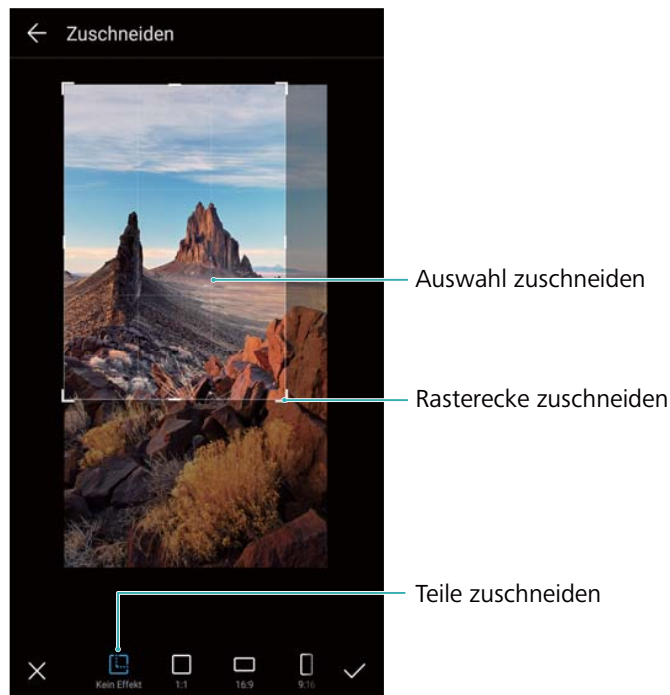 Zuschneiden
Auswahl zuschneiden
Rasterecke zuschneiden
Teile zuschneiden
Kein Effekt
1:1
16:9
9:16